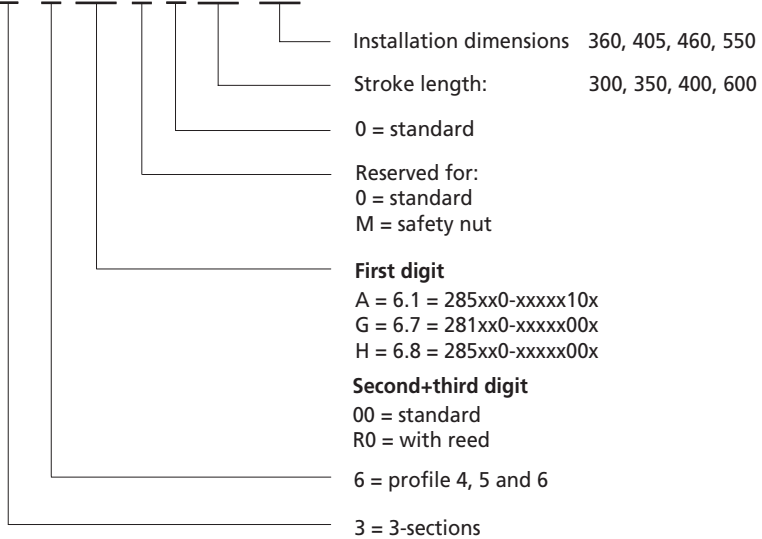 Installation dimensions 360, 405, 460, 550
Stroke length: 300, 350, 400, 600
0 = standard
Reserved for:
0 = standard
M = safety nut
First digit
A = 6.1 = 285xx0-xxxxx10x
G = 6.7 = 281xx0-xxxxx00x
H = 6.8 = 285xx0-xxxxx00x
Second+third digit
00 = standard
R0 = with reed
6 = profile 4, 5 and 6
3 = 3-sections